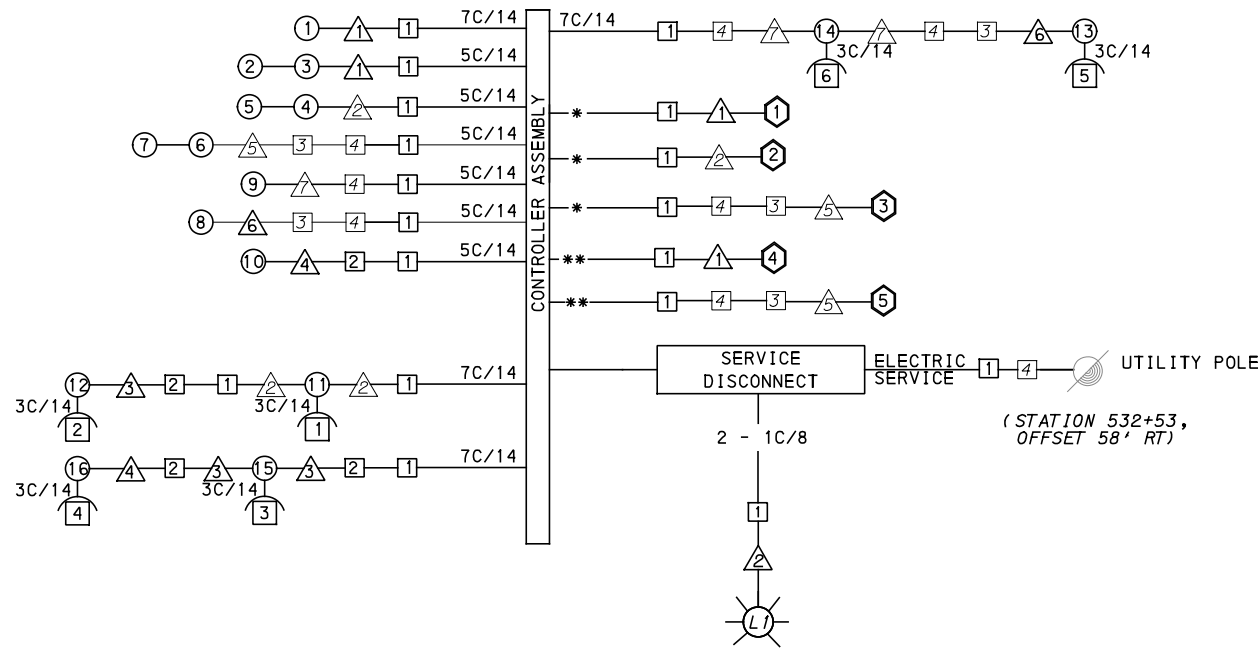 1 1 1 7C/14
2 3 1 1 5C/14
5 4 2 1 5C/14
7 6 5 3 4 1 5C/14
9 7 4 1 5C/14
8 6 3 4 1 5C/14
10 4 2 1 5C/14
12 3 2 1 2 11 2 1 7C/14
3C/14 3C/14
2 1
16 4 2 3 15 3 2 1 7C/14
3C/14 3C/14
4 3
CONTROLLER ASSEMBLY
7C/14 1 4 7 14 7 4 3 6 13
3C/14 3C/14
6 5
* 1 1 1
* 1 2 2
* 1 4 3 5 3
** 1 1 4
** 1 4 3 5 5
SERVICE
DISCONNECT
ELECTRIC
SERVICE
1 4 UTILITY POLE
(STATION 532+53,
OFFSET 58' RT)
2 - 1C/8
1
2
L1